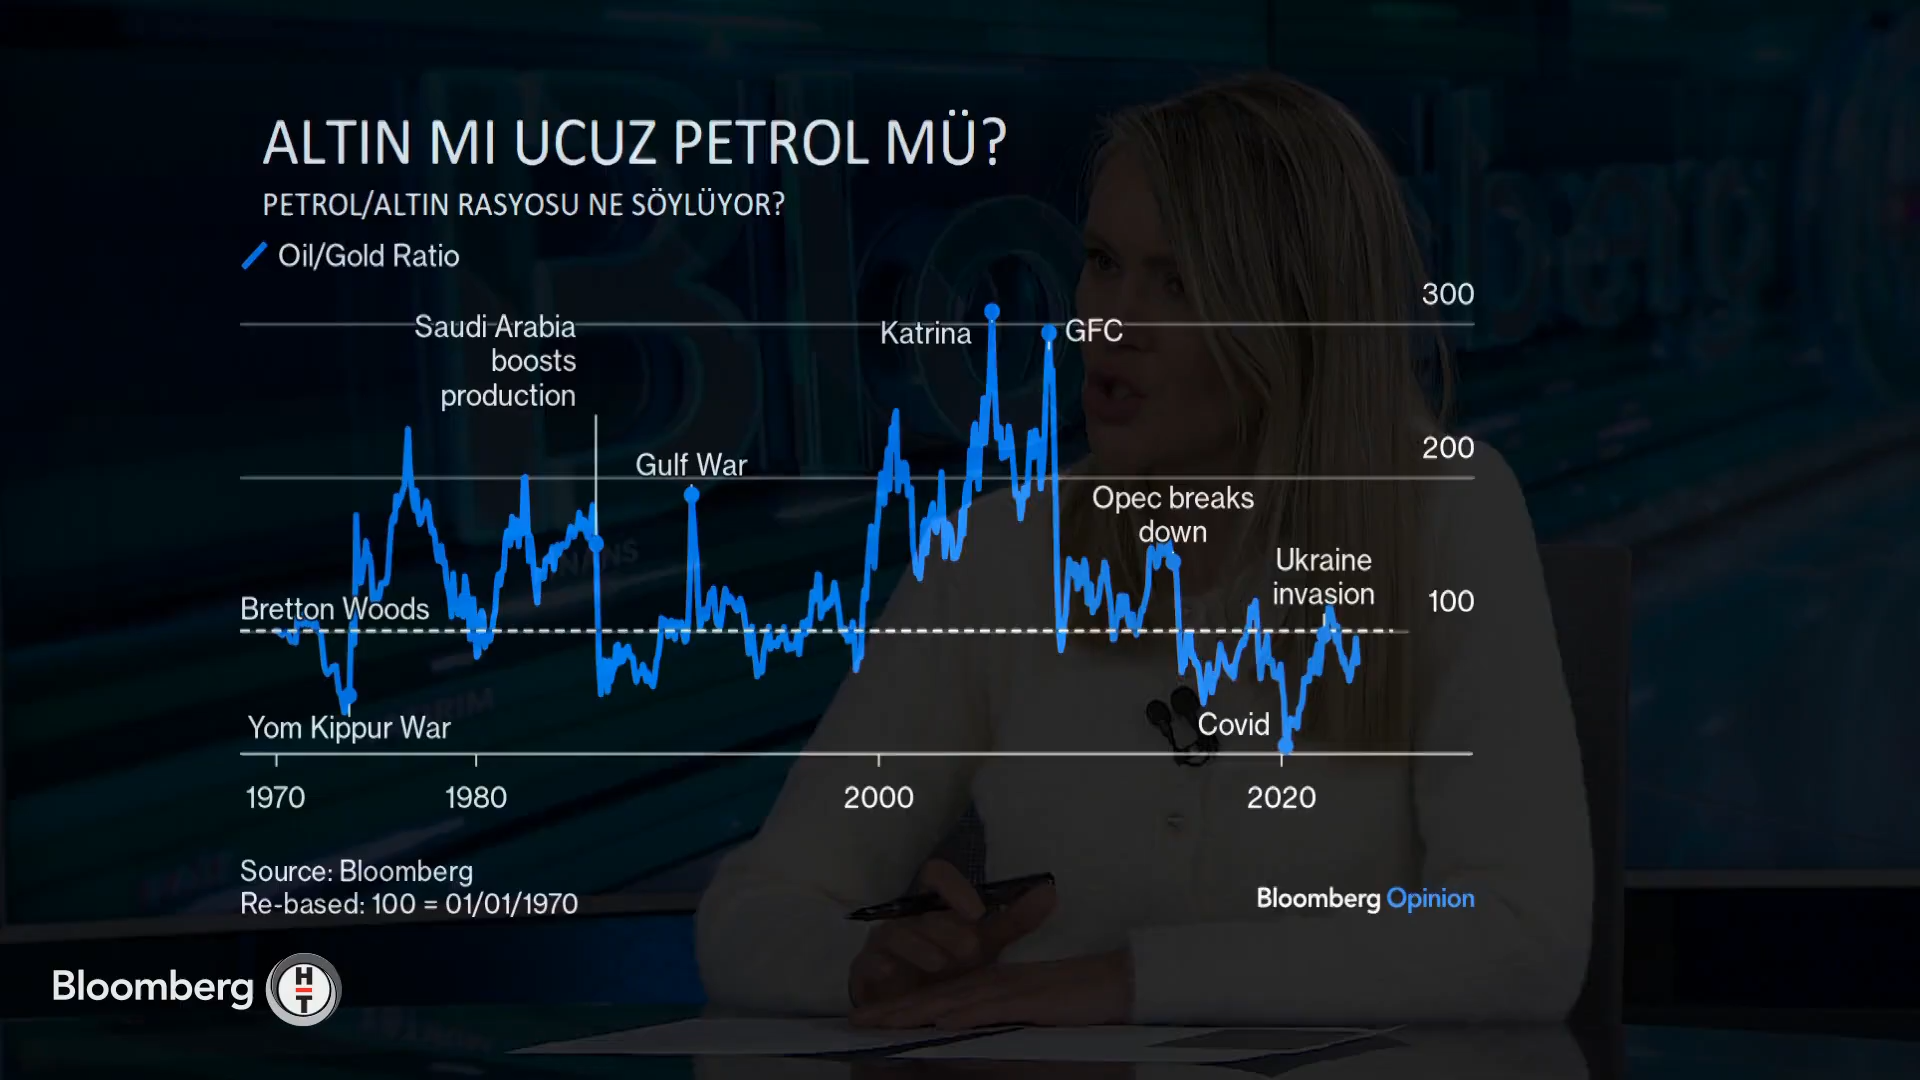 ALTIN MI UCUZ PETROL MÜ?
PETROL/ALTIN RASYOSU NE SÖYLÜYOR?
Oil/Gold Ratio
300
Saudi Arabia
boosts
production
Katrina
GFC
200
Gulf War
Opec breaks
down
Ukraine
invasion
100
Bretton Woods
Yom Kippur War
Covid
1970
1980
2000
2020
Source: Bloomberg
Re-based: 100 = 01/01/1970
Bloomberg Opinion
Bloomberg HT